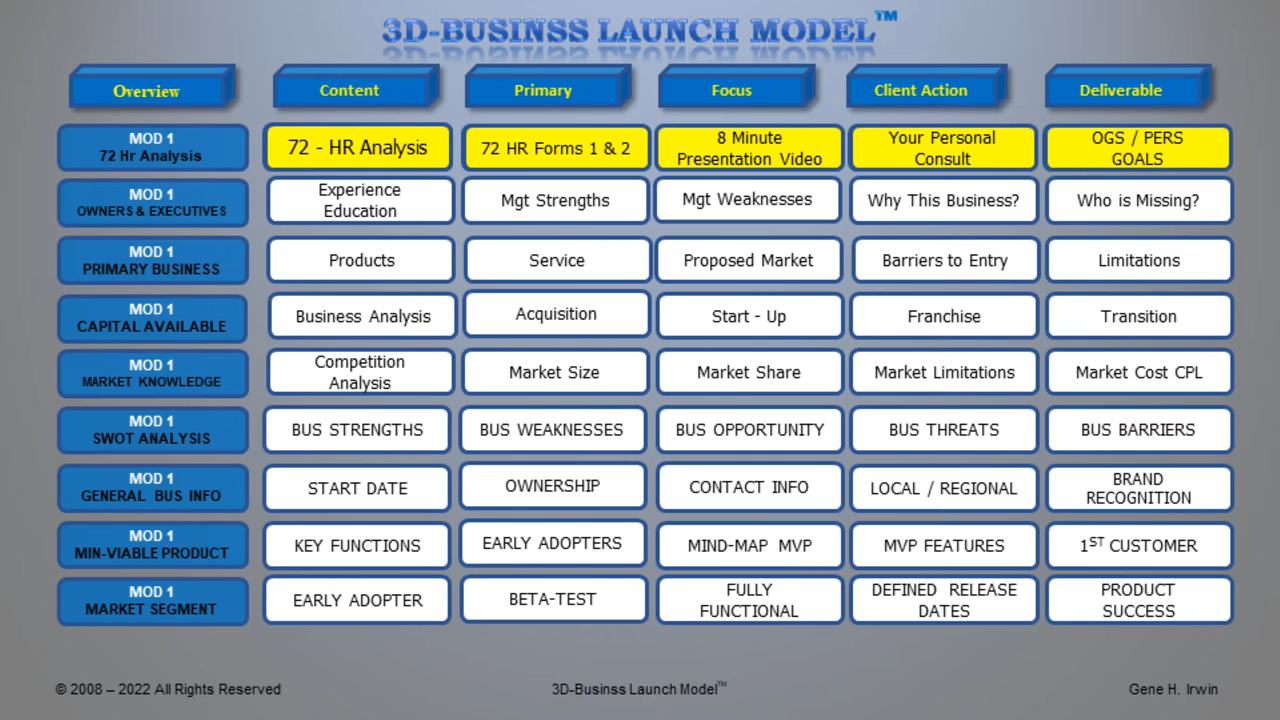 3D-BUSINSS LAUNCH MODEL™
Overview
Content
Primary
Focus
Client Action
Deliverable
MOD 1
72 Hr Analysis
72 - HR Analysis
72 HR Forms 1 & 2
8 Minute
Presentation Video
Your Personal
Consult
OGS / PERS
GOALS
MOD 1
OWNERS & EXECUTIVES
Experience
Education
Mgt Strengths
Mgt Weaknesses
Why This Business?
Who is Missing?
MOD 1
PRIMARY BUSINESS
Products
Service
Proposed Market
Barriers to Entry
Limitations
MOD 1
CAPITAL AVAILABLE
Business Analysis
Acquisition
Start - Up
Franchise
Transition
MOD 1
MARKET KNOWLEDGE
Competition
Analysis
Market Size
Market Share
Market Limitations
Market Cost CPL
MOD 1
SWOT ANALYSIS
BUS STRENGTHS
BUS WEAKNESSES
BUS OPPORTUNITY
BUS THREATS
BUS BARRIERS
MOD 1
GENERAL BUS INFO
START DATE
OWNERSHIP
CONTACT INFO
LOCAL / REGIONAL
BRAND
RECOGNITION
MOD 1
MIN-VIABLE PRODUCT
KEY FUNCTIONS
EARLY ADOPTERS
MIND-MAP MVP
MVP FEATURES
1ST CUSTOMER
MOD 1
MARKET SEGMENT
EARLY ADOPTER
BETA-TEST
FULLY
FUNCTIONAL
DEFINED RELEASE
DATES
PRODUCT
SUCCESS
© 2008 – 2022 All Rights Reserved
3D-Businss Launch Model™
Gene H. Irwin